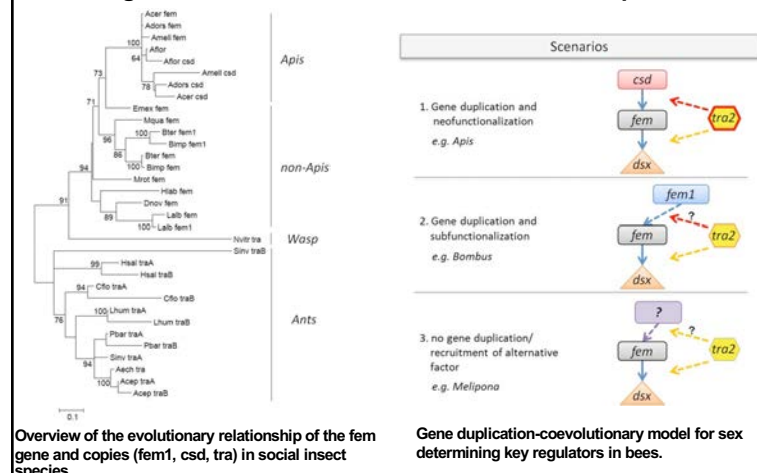 Acer fem
Adors fem
Amell fem
100
Aflor
64
Aflor csd
Amell csd
73
78
Adors csd
Acer csd
Apis
71
Emex fem
Mqua fem
96
100
Bter fem1
Bimp fem1
86
Bter fem
100
Bimp fem
94
Mrot fem
non-Apis
Hlab fem
Dnov fem
89
Lalb fem
91
100
Lalb fem1
Nvitr tra
Wasp
Sinv traB
99
Hsal traA
Hsal traB
94
Cflo traA
Cflo traB
76
100
Lhum traA
Lhum traB
Ants
Pbar traA
Pbar traB
94
Sinv traA
Aech tra
100
Acep traA
Acep traB
0.1
Overview of the evolutionary relationship of the fem
gene and copies (fem1, csd, tra) in social insect
species
Scenarios
1. Gene duplication and
neofunctionalization
e.g. Apis
csd
fem
tra2
dsx
2. Gene duplication and
subfunctionalization
e.g. Bombus
fem1
?
fem
tra2
dsx
3. no gene duplication/
recruitment of alternative
factor
e.g. Melipona
?
?
fem
tra2
dsx
Gene duplication-coevolutionary model for sex
determining key regulators in bees.